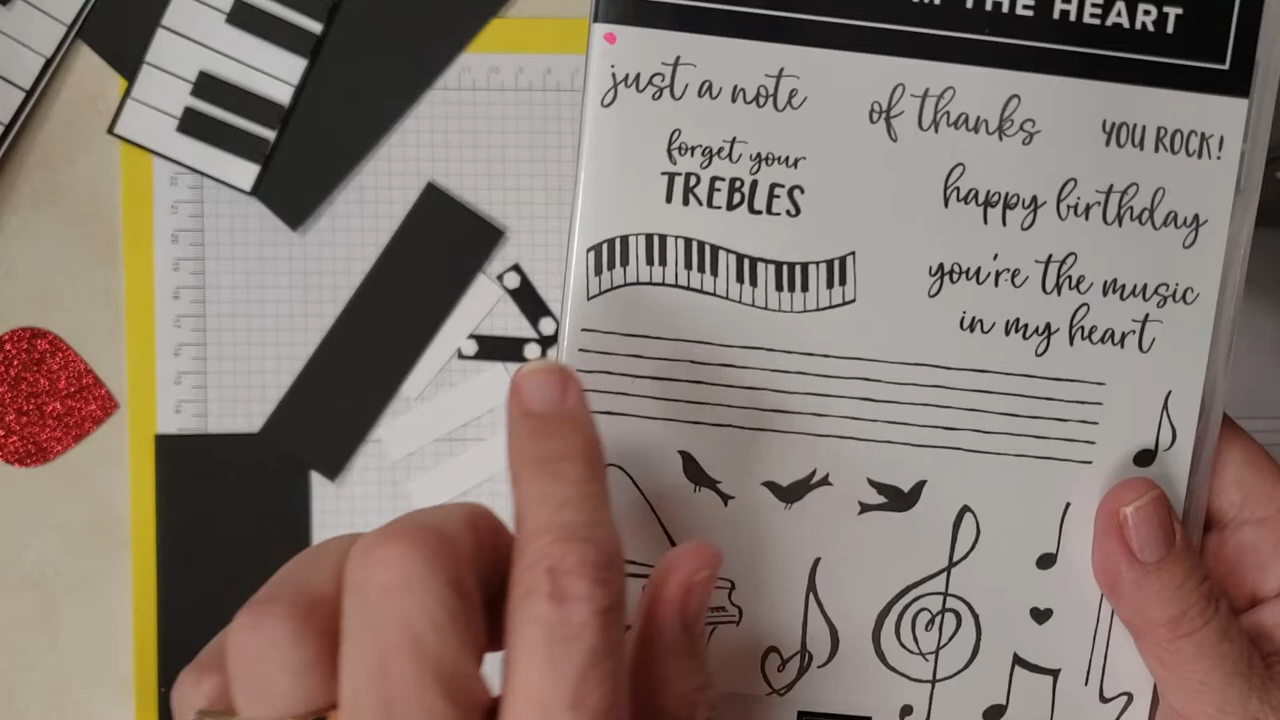 THE HEART
just a note
of thanks
YOU ROCK!
forget your
TREBLES
happy birthday
you're the music
in my heart